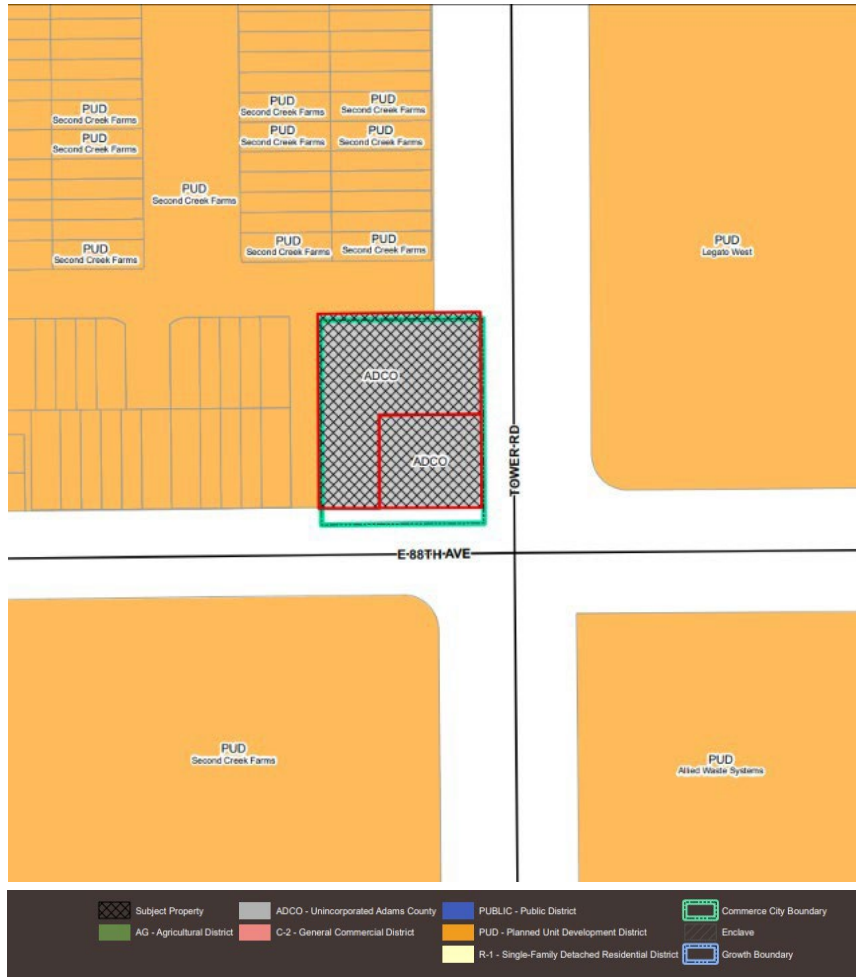 PUD
Second Creek Farms
PUD
Second Creek Farms
PUD
Second Creek Farms
PUD
Second Creek Farms
PUD
Second Creek Farms
PUD
Second Creek Farms
PUD
Second Creek Farms
PUD
Second Creek Farms
PUD
Second Creek Farms
PUD
Second Creek Farms
PUD
Legato West
ADCO
ADCO
TOWER RD
E 88TH AVE
PUD
Second Creek Farms
PUD
Allied Waste Systems
Subject Property
ADCO - Unincorporated Adams County
PUBLIC - Public District
Commerce City Boundary
AG - Agricultural District
C-2 - General Commercial District
PUD - Planned Unit Development District
Enclave
R-1 - Single-Family Detached Residential District
Growth Boundary